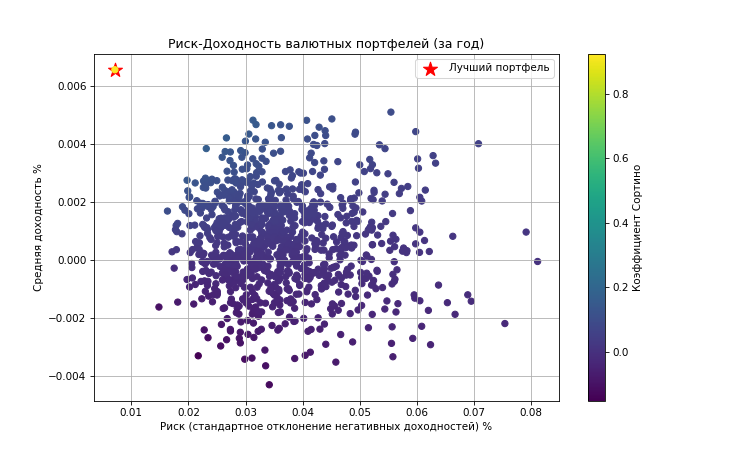 Риск-Доходность валютных портфелей (за год)
Лучший портфель
0.006
0.004
0.002
0.000
−0.002
−0.004
Средняя доходность %
0.01 0.02 0.03 0.04 0.05 0.06 0.07 0.08
Риск (стандартное отклонение негативных доходностей) %
0.8
0.6
0.4
0.2
0.0
Коэффициент Сортино